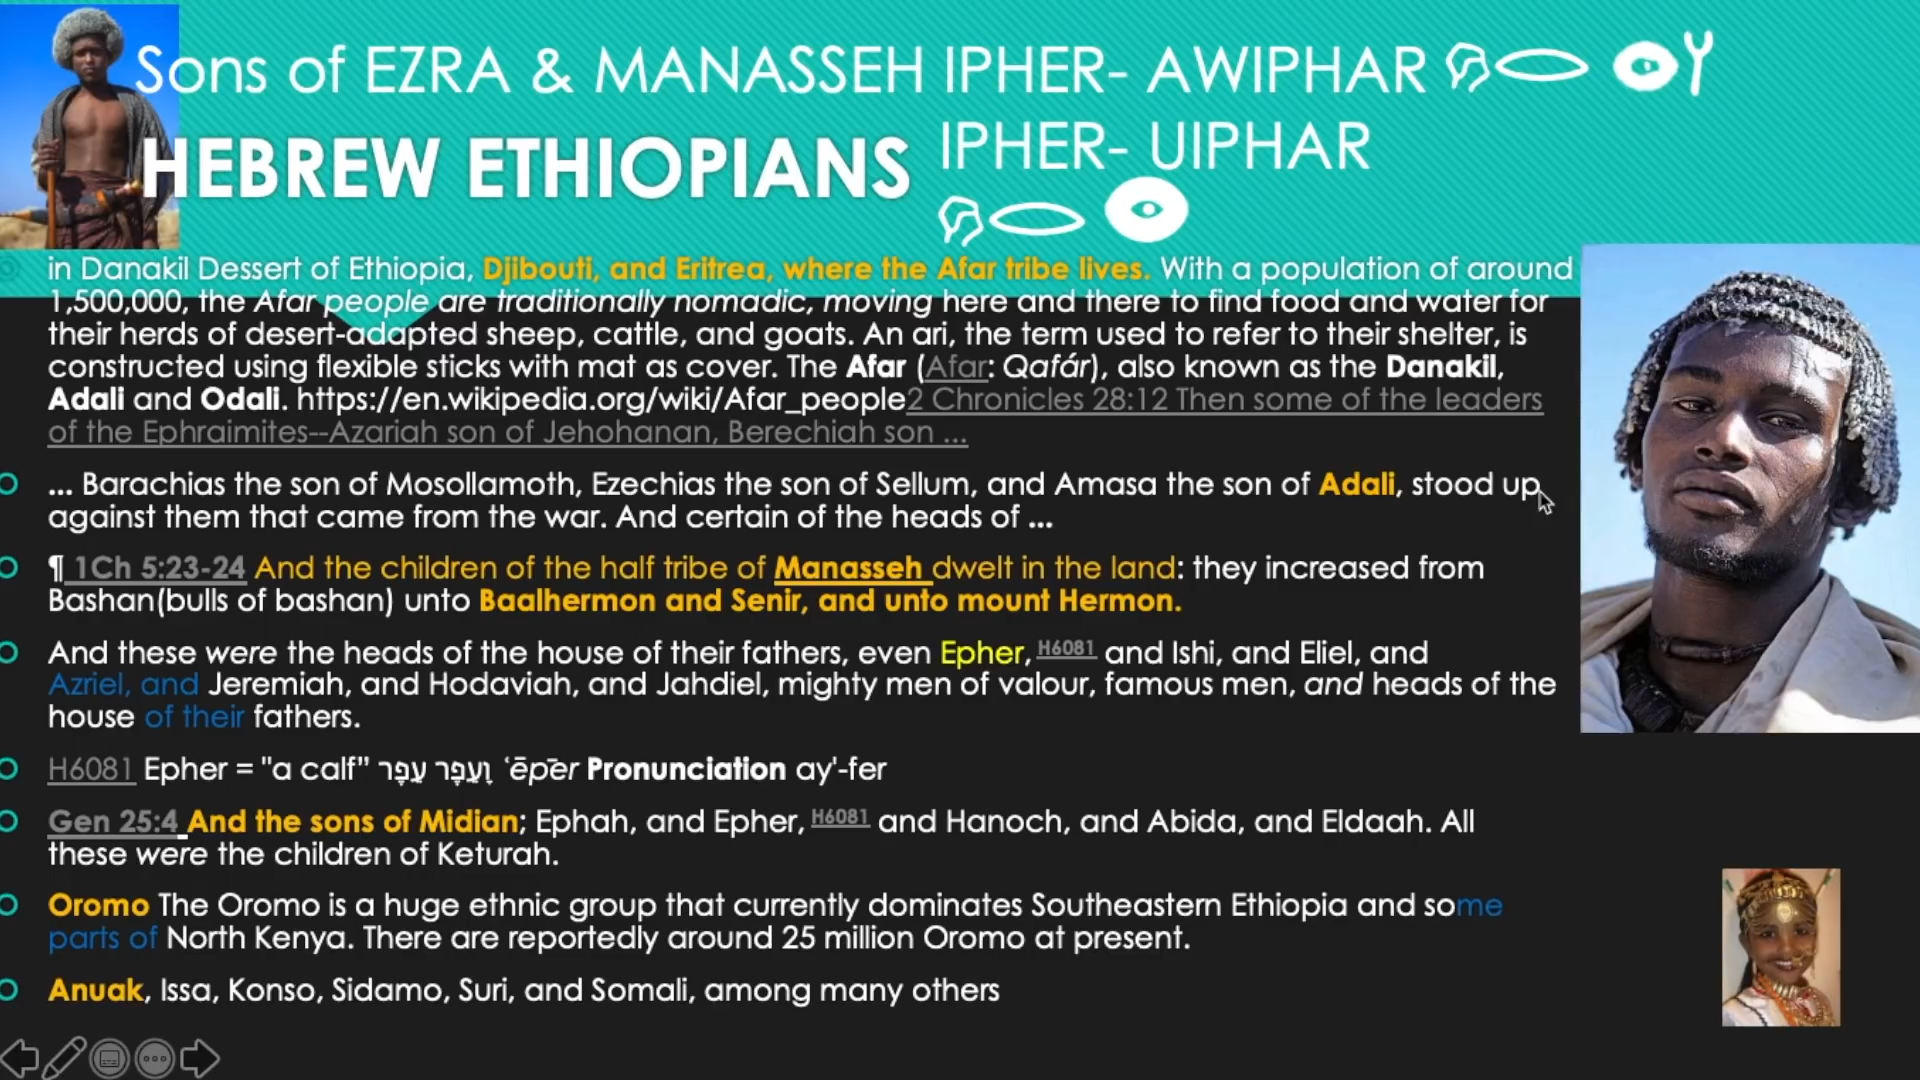 Sons of EZRA & MANASSEH IPHER- AWIPHAR
HEBREW ETHIOPIANS
IPHER- UIPHAR
in Danakil Dessert of Ethiopia, Djibouti, and Eritrea, where the Afar tribe lives. With a population of around
1,500,000, the Afar people are traditionally nomadic, moving here and there to find food and water for
their herds of desert-adapted sheep, cattle, and goats. An ari, the term used to refer to their shelter, is
constructed using flexible sticks with mat as cover. The Afar (Afar: Qafár), also known as the Danakil,
Adali and Odali. https://en.wikipedia.org/wiki/Afar_people2 Chronicles 28:12 Then some of the leaders
of the Ephraimites--Azariah son of Jehohanan, Berechiah son ...
... Barachias the son of Mosollamoth, Ezechias the son of Sellum, and Amasa the son of Adali, stood up
against them that came from the war. And certain of the heads of ...
¶ 1Ch 5:23-24 And the children of the half tribe of Manasseh dwelt in the land: they increased from
Bashan(bulls of bashan) unto Baalhermon and Senir, and unto mount Hermon.
And these were the heads of the house of their fathers, even Epher, H6081 and Ishi, and Eliel, and
Azriel, and Jeremiah, and Hodaviah, and Jahdiel, mighty men of valour, famous men, and heads of the
house of their fathers.
H6081 Epher = "a calf” וָעֵפֶר עֵפֶר ʿēp̄er Pronunciation ay'-fer
Gen 25:4 And the sons of Midian; Ephah, and Epher, H6081 and Hanoch, and Abida, and Eldaah. All
these were the children of Keturah.
Oromo The Oromo is a huge ethnic group that currently dominates Southeastern Ethiopia and some
parts of North Kenya. There are reportedly around 25 million Oromo at present.
Anuak, Issa, Konso, Sidamo, Suri, and Somali, among many others